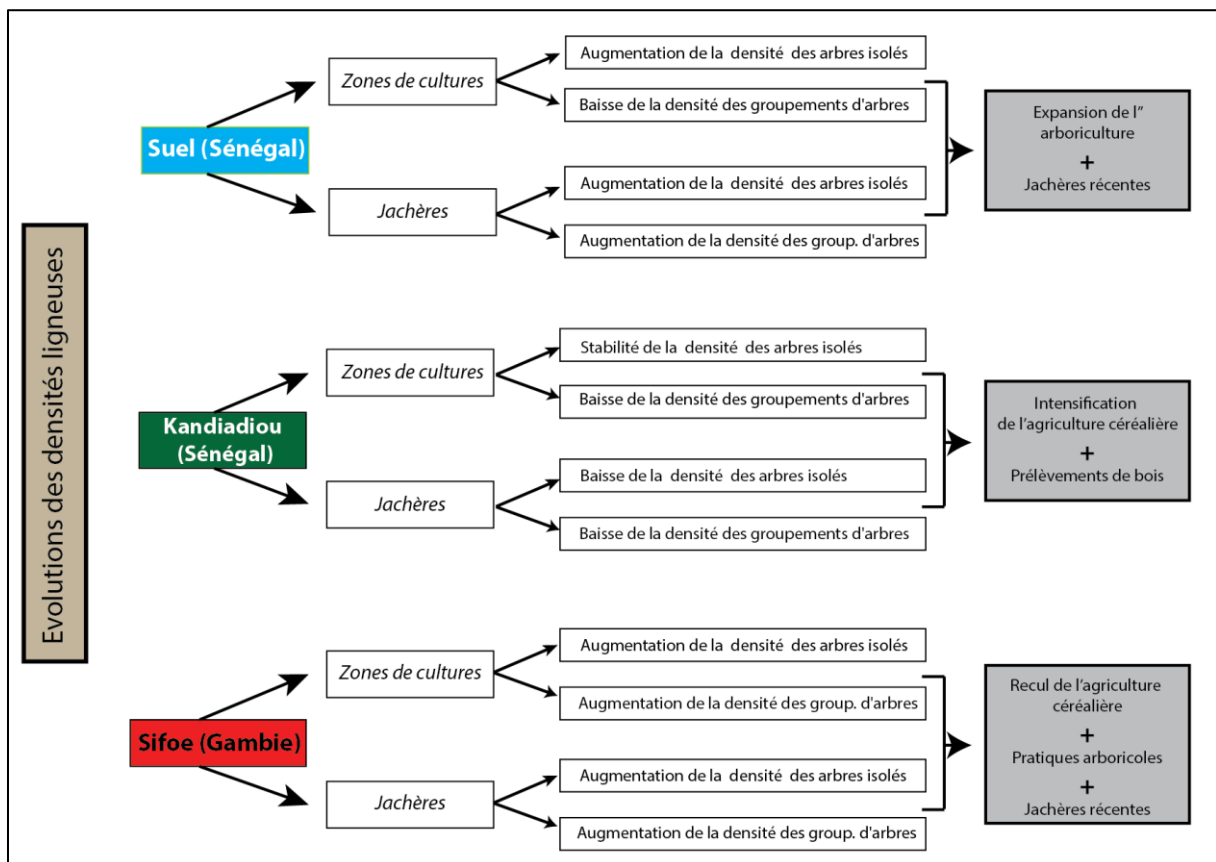 Evolutions des densités ligneuses
Suel (Sénégal)
Zones de cultures
Augmentation de la densité des arbres isolés
Baisse de la densité des groupements d'arbres
Jachères
Augmentation de la densité des arbres isolés
Augmentation de la densité des group. d'arbres
Expansion de l''
arboriculture
+
Jachères récentes
Kandiadiou
(Sénégal)
Zones de cultures
Stabilité de la densité des arbres isolés
Baisse de la densité des groupements d'arbres
Jachères
Baisse de la densité des arbres isolés
Baisse de la densité des groupements d'arbres
Intensification
de l'agriculture céréalière
+
Prélèvements de bois
Sifoe (Gambie)
Zones de cultures
Augmentation de la densité des arbres isolés
Augmentation de la densité des group. d'arbres
Jachères
Augmentation de la densité des arbres isolés
Augmentation de la densité des group. d'arbres
Recul de l'agriculture
céréalière
+
Pratiques arboricoles
+
Jachères récentes